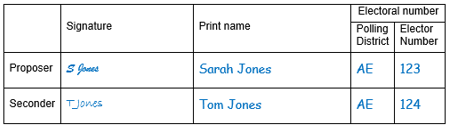 Electoral number
Signature Print name Polling District Elector Number
Proposer S Jones Sarah Jones AE 123
Seconder T Jones Tom Jones AE 124